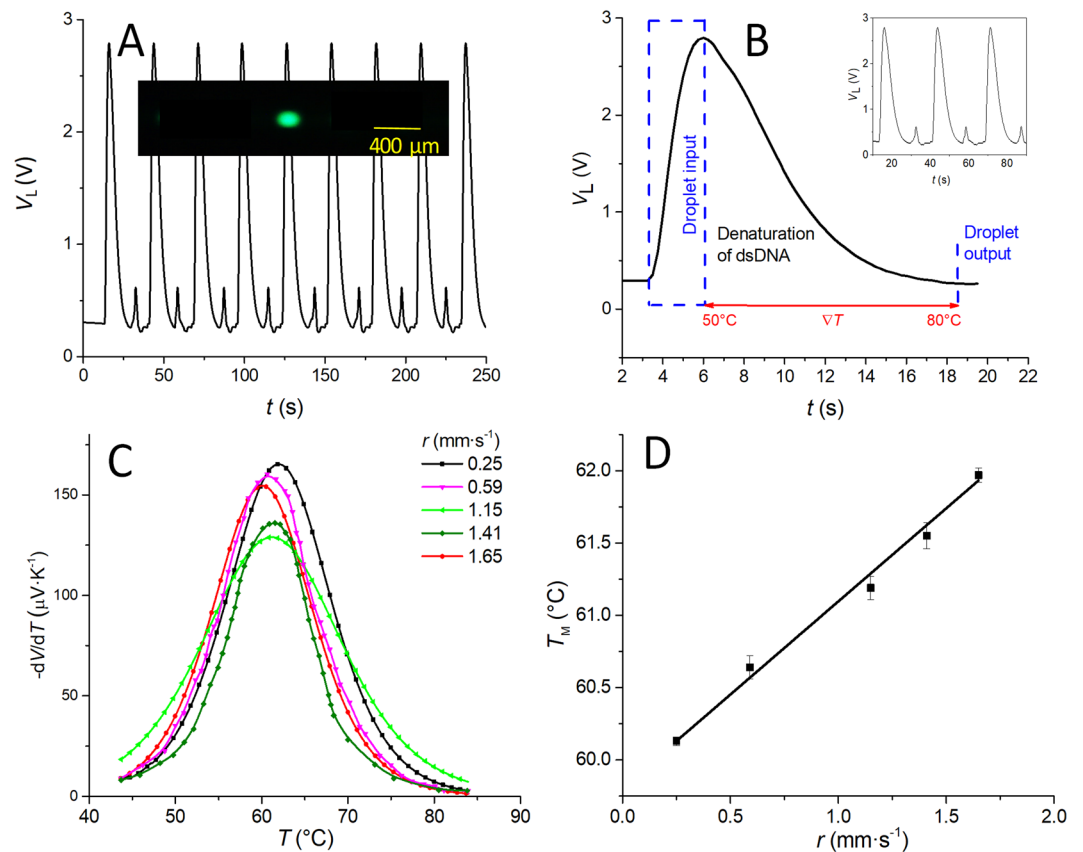 A
3
2
1
0
V_L (V)
400 μm
0 50 100 150 200 250
t (s)
B
3
2
1
0
V_L (V)
Droplet input
Denaturation
of dsDNA
Droplet
output
50°C ∇T 80°C
2 4 6 8 10 12 14 16 18 20 22
t (s)
3
2
1
0
V_L (V)
20 40 60 80
t (s)
C
150
100
50
0
-dV/dT (μV·K⁻¹)
r (mm·s⁻¹)
0.25
0.59
1.15
1.41
1.65
40 50 60 70 80 90
T (°C)
D
62.0
61.5
61.0
60.5
60.0
T_M (°C)
0.0 0.5 1.0 1.5 2.0
r (mm·s⁻¹)